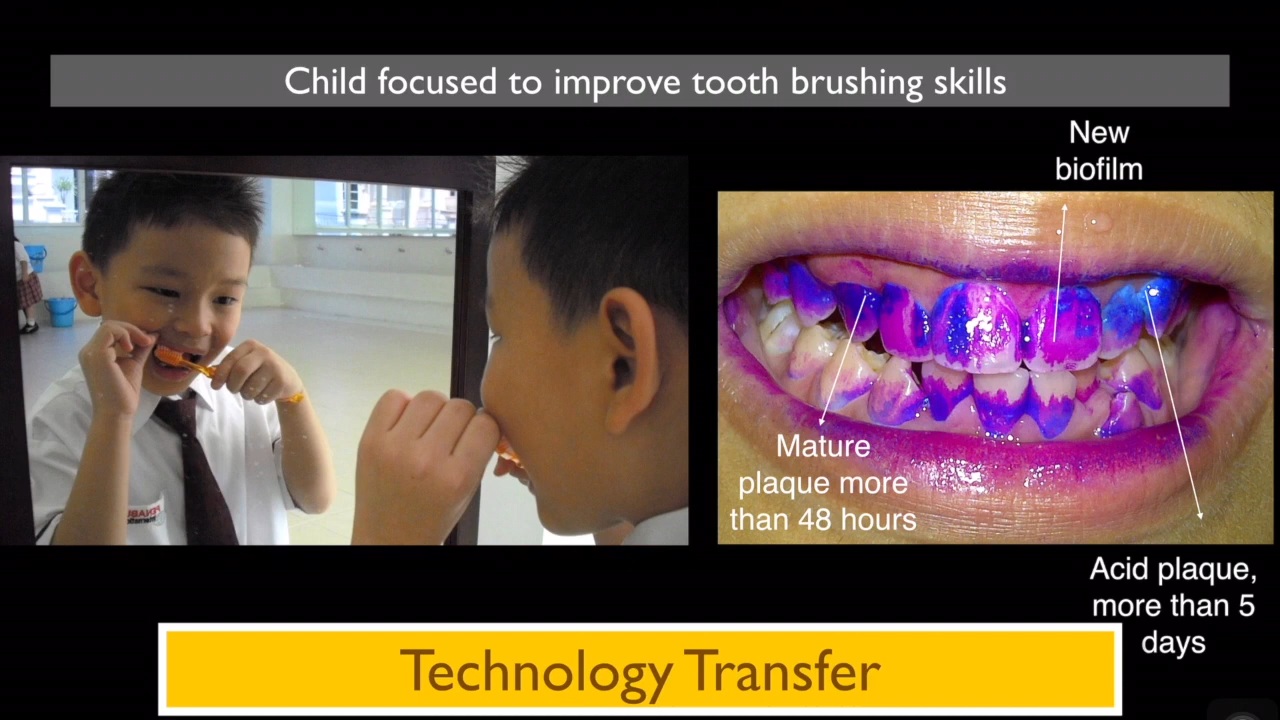 Child focused to improve tooth brushing skills
New
biofilm
Mature
plaque more
than 48 hours
Acid plaque,
more than 5
days
Technology Transfer